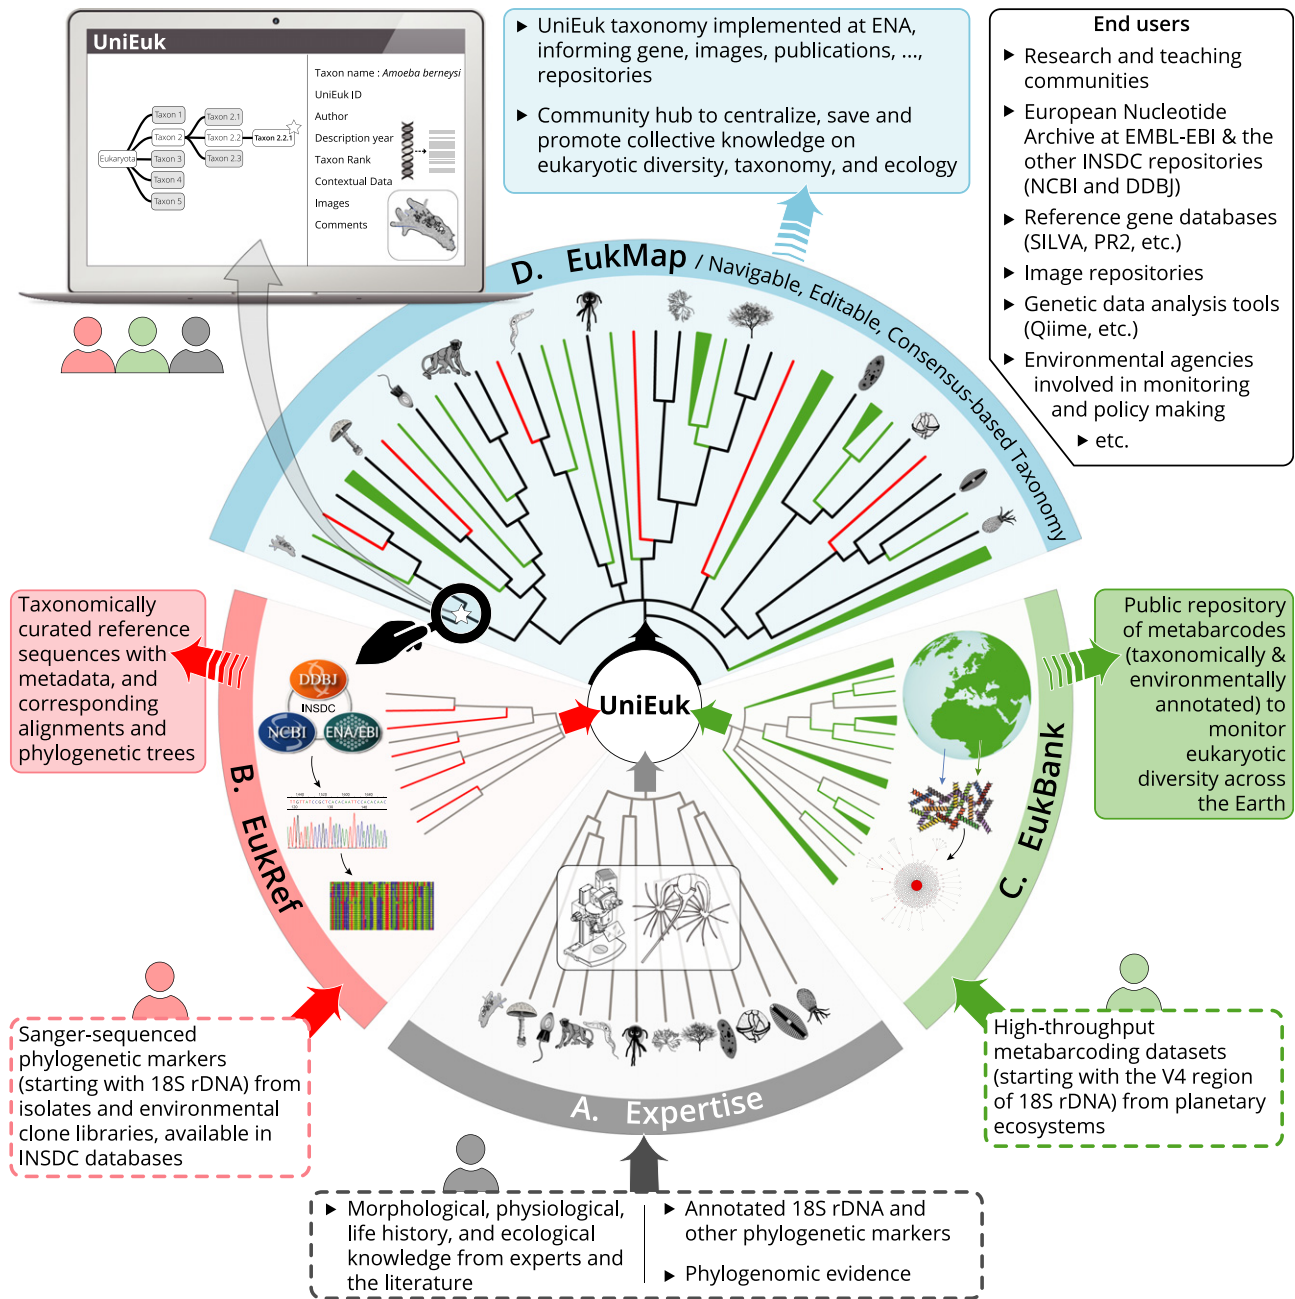 UniEuk
Taxon name : Amoeba berneysi
UniEuk ID
Author
Description year
Taxon Rank
Contextual Data
Images
Comments
Eukaryota
Taxon 1
Taxon 2
Taxon 3
Taxon 4
Taxon 5
Taxon 2.1
Taxon 2.2
Taxon 2.3
Taxon 2.2.1
▶ UniEuk taxonomy implemented at ENA,
informing gene, images, publications, ...,
repositories
▶ Community hub to centralize, save and
promote collective knowledge on
eukaryotic diversity, taxonomy, and ecology
End users
▶ Research and teaching
communities
▶ European Nucleotide
Archive at EMBL-EBI & the
other INSDC repositories
(NCBI and DDBJ)
▶ Reference gene databases
(SILVA, PR2, etc.)
▶ Image repositories
▶ Genetic data analysis tools
(Qiime, etc.)
▶ Environmental agencies
involved in monitoring
and policy making
▶ etc.
D. EukMap / Navigable, Editable, Consensus-based Taxonomy
Taxonomically
curated reference
sequences with
metadata, and
corresponding
alignments and
phylogenetic trees
DDBJ
INSDC
NCBI
ENA/EBI
1440 1520 1600 1680
TTGTTATCCGCTCACACAATTCCACACAAC
120 130 140
B. EukRef
UniEuk
Public repository
of metabarcodes
(taxonomically &
environmentally
annotated) to
monitor
eukaryotic
diversity across
the Earth
C. EukBank
Sanger-sequenced
phylogenetic markers
(starting with 18S rDNA) from
isolates and environmental
clone libraries, available in
INSDC databases
High-throughput
metabarcoding datasets
(starting with the V4 region
of 18S rDNA) from planetary
ecosystems
A. Expertise
▶ Morphological, physiological,
life history, and ecological
knowledge from experts and
the literature
▶ Annotated 18S rDNA and
other phylogenetic markers
▶ Phylogenomic evidence